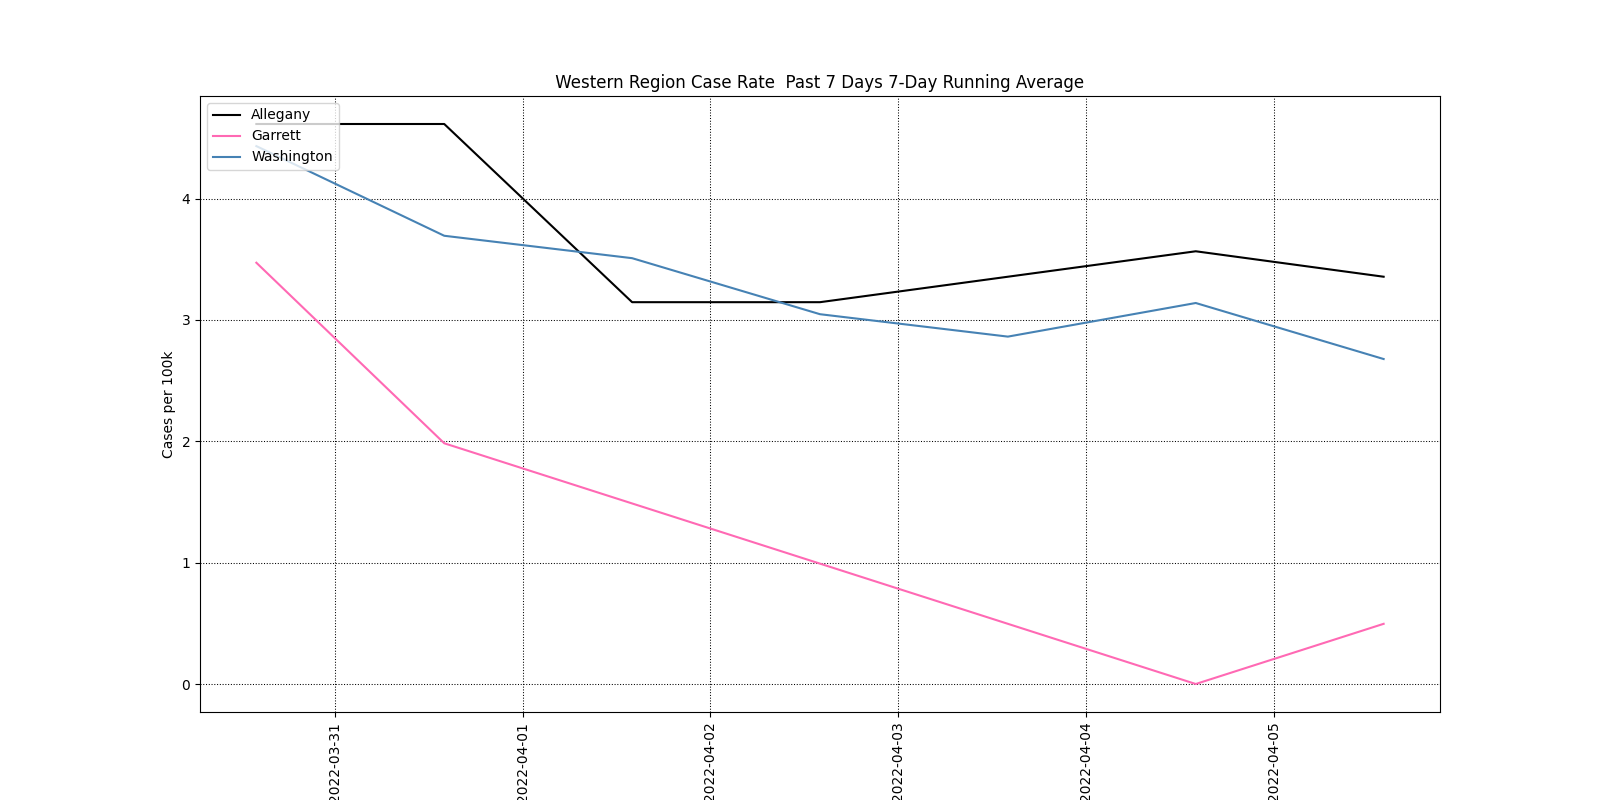 Western Region Case Rate  Past 7 Days 7-Day Running Average
Allegany
Garrett
Washington
Cases per 100k
4
3
2
1
0
2022-03-31
2022-04-01
2022-04-02
2022-04-03
2022-04-04
2022-04-05